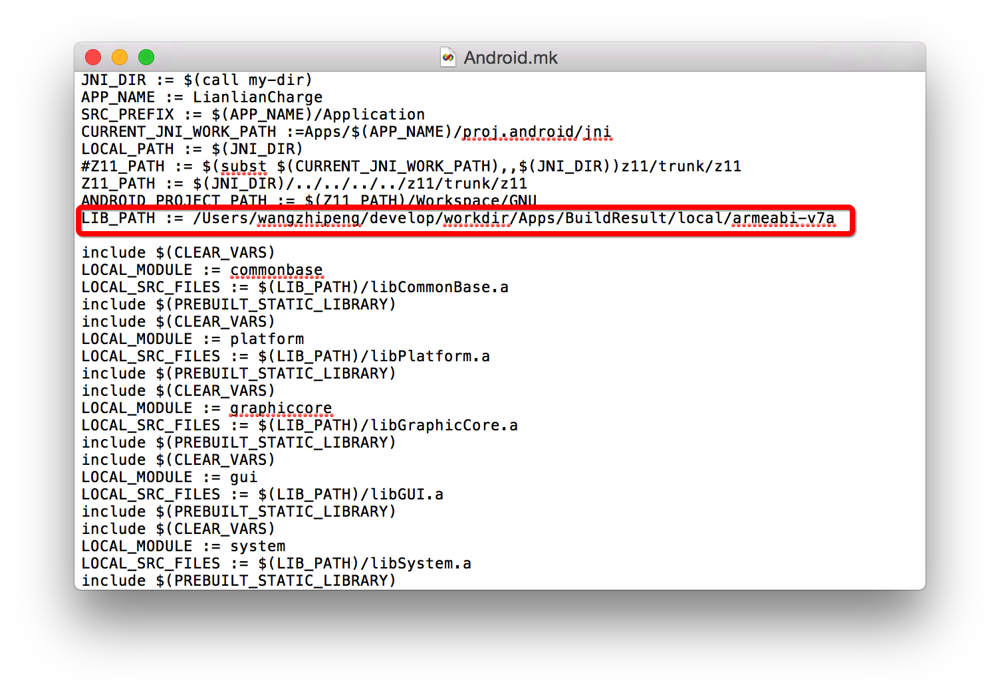 Android.mk
JNI_DIR := $(call my-dir)
APP_NAME := LianlianCharge
SRC_PREFIX := $(APP_NAME)/Application
CURRENT_JNI_WORK_PATH :=Apps/$(APP_NAME)/proj.android/jni
LOCAL_PATH := $(JNI_DIR)
#Z11_PATH := $(subst $(CURRENT_JNI_WORK_PATH),,$(JNI_DIR))z11/trunk/z11
Z11_PATH := $(JNI_DIR)/../../../../z11/trunk/z11
ANDROID_PROJECT_PATH := $(Z11_PATH)/Workspace/GNU
LIB_PATH := /Users/wangzhipeng/develop/workdir/Apps/BuildResult/local/armeabi-v7a
include $(CLEAR_VARS)
LOCAL_MODULE := commonbase
LOCAL_SRC_FILES := $(LIB_PATH)/libCommonBase.a
include $(PREBUILT_STATIC_LIBRARY)
include $(CLEAR_VARS)
LOCAL_MODULE := platform
LOCAL_SRC_FILES := $(LIB_PATH)/libPlatform.a
include $(PREBUILT_STATIC_LIBRARY)
include $(CLEAR_VARS)
LOCAL_MODULE := graphiccore
LOCAL_SRC_FILES := $(LIB_PATH)/libGraphicCore.a
include $(PREBUILT_STATIC_LIBRARY)
include $(CLEAR_VARS)
LOCAL_MODULE := gui
LOCAL_SRC_FILES := $(LIB_PATH)/libGUI.a
include $(PREBUILT_STATIC_LIBRARY)
include $(CLEAR_VARS)
LOCAL_MODULE := system
LOCAL_SRC_FILES := $(LIB_PATH)/libSystem.a
include $(PREBUILT_STATIC_LIBRARY)